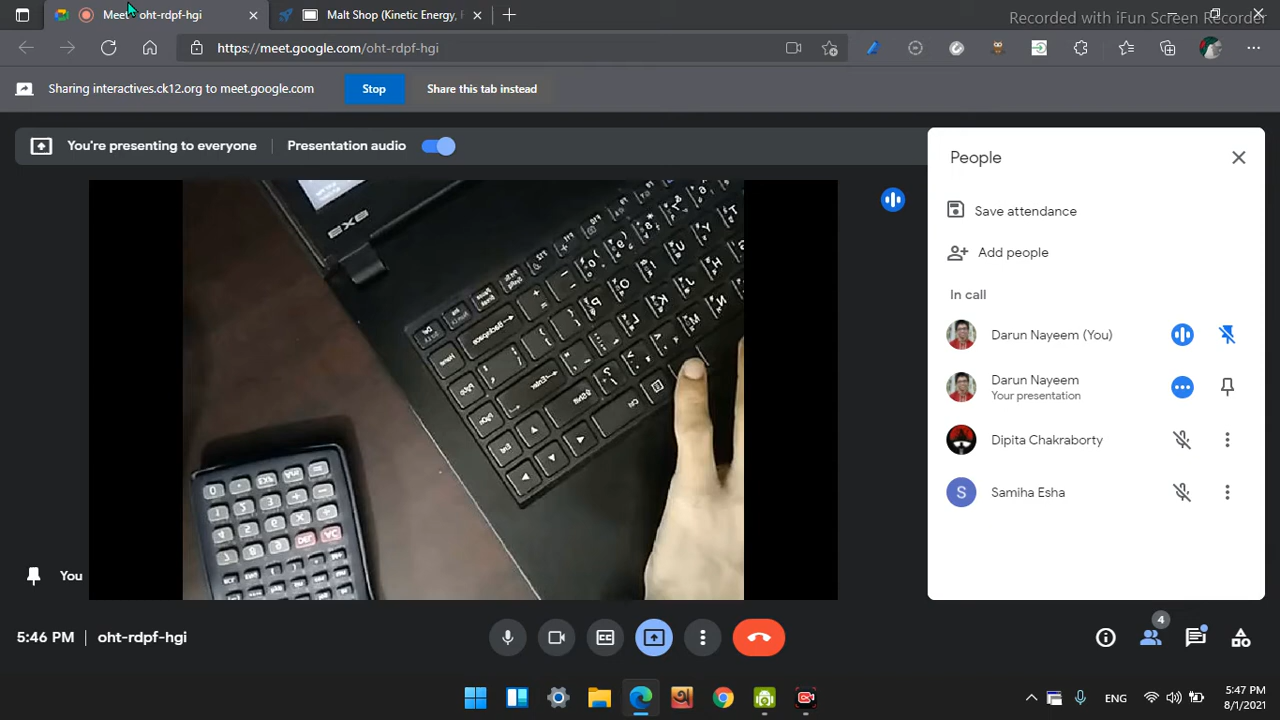 Meet - oht-rdpf-hgi
Malt Shop (Kinetic Energy,
Recorded with iFun Screen Recorder
https://meet.google.com/oht-rdpf-hgi
Sharing interactives.ck12.org to meet.google.com
Stop
Share this tab instead
You're presenting to everyone
Presentation audio
People
Save attendance
Add people
In call
Darun Nayeem (You)
Darun Nayeem
Your presentation
Dipita Chakraborty
S
Samiha Esha
You
5:46 PM
oht-rdpf-hgi
4
ENG
5:47 PM
8/1/2021